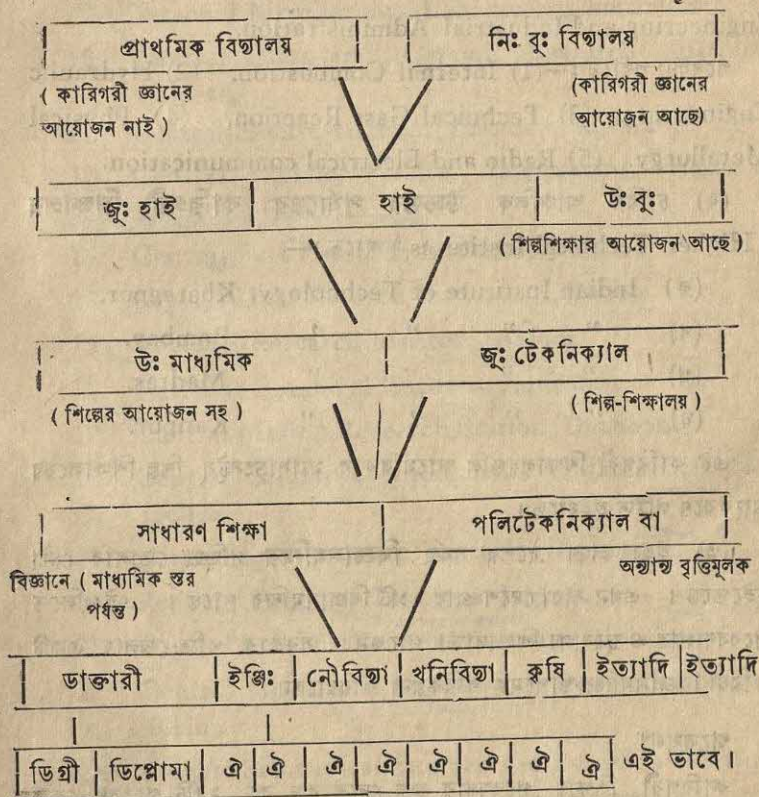 প্রাথমিক বিদ্যালয় নিঃ বুঃ বিদ্যালয়
( কারিগরী জ্ঞানের (কারিগরী জ্ঞানের
আয়োজন নাই ) আয়োজন আছে)
জুঃ হাই হাই উঃ বুঃ
(শিল্পশিক্ষার আয়োজন আছে )
উঃ মাধ্যমিক জুঃ টেকনিক্যাল
( শিল্পের আয়োজন সহ ) ( শিল্প-শিক্ষালয় )
সাধারণ শিক্ষা পলিটেকনিক্যাল বা
বিজ্ঞানে ( মাধ্যমিক স্তর অন্যান্য বৃত্তিমূলক
পর্যন্ত )
ডাক্তারী ইঞ্জিঃ নৌবিদ্যা খনিবিদ্যা কৃষি ইত্যাদি ইত্যাদি
ডিগ্রী ডিপ্লোমা ঐ ঐ ঐ ঐ ঐ ঐ ঐ ঐ এই ভাবে।